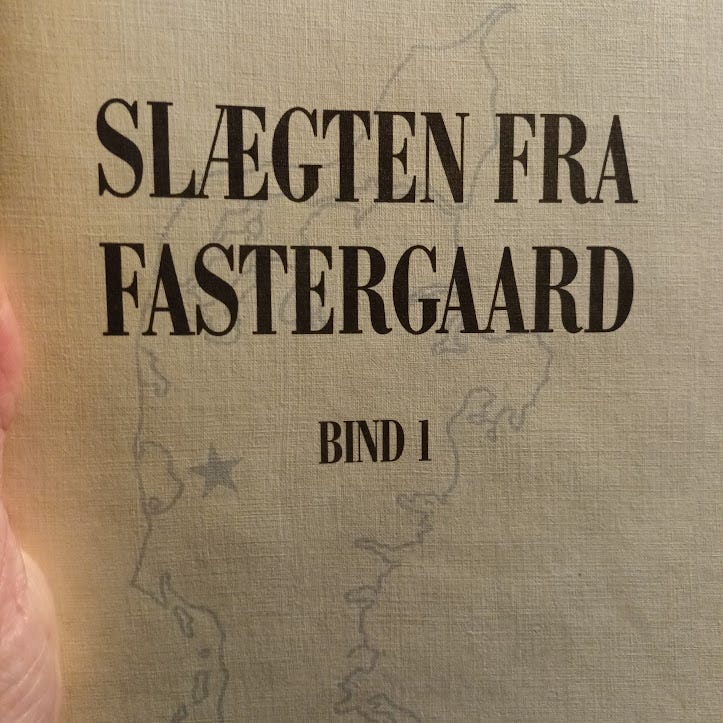 SLÆGTEN FRA
FASTERGAARD
BIND 1